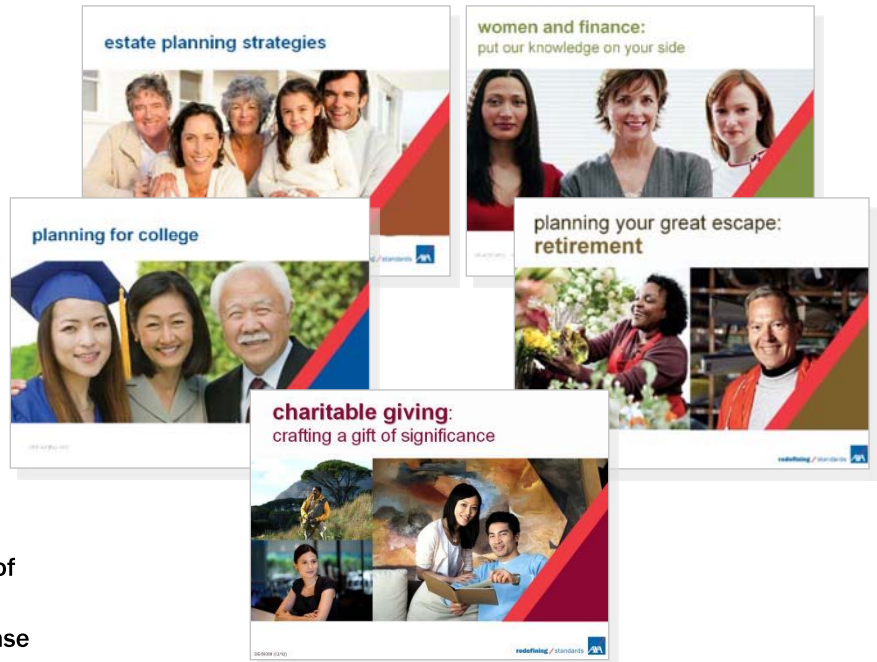 estate planning strategies
women and finance:
put our knowledge on your side
planning for college
/standards AXA
planning your great escape:
retirement
redefining / standards AXA
charitable giving:
crafting a gift of significance
of
redefining / standards AXA